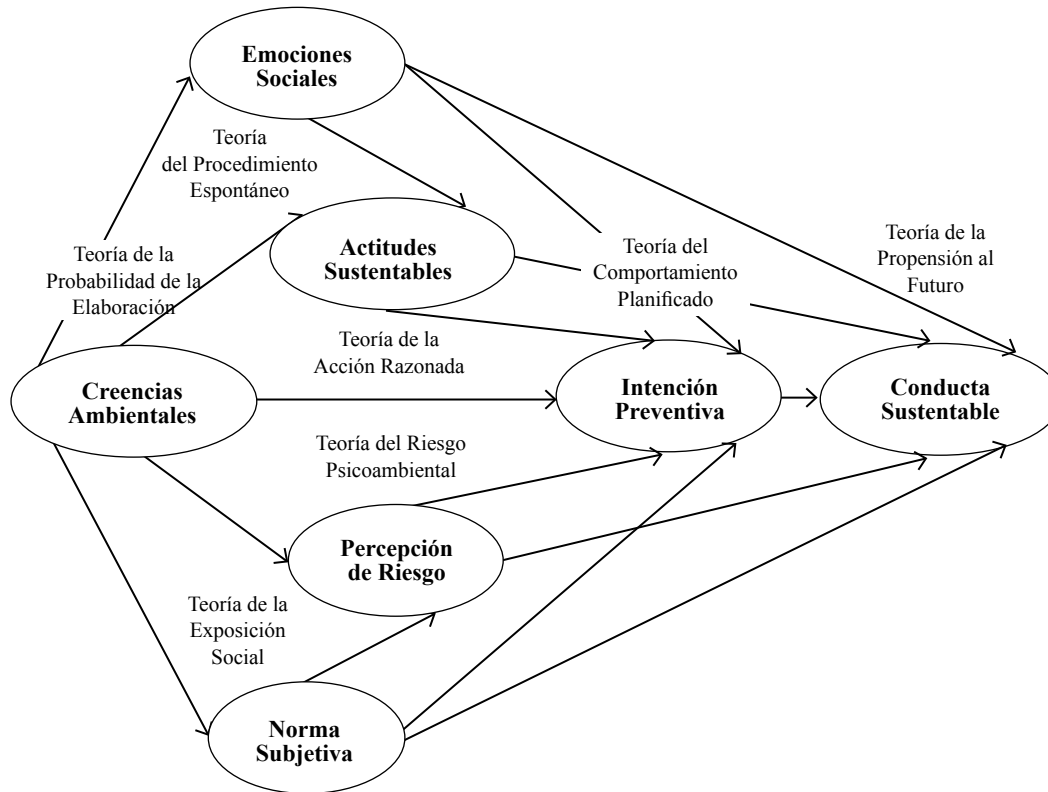 Emociones
Sociales
Teoría
del Procedimiento
Espontáneo
Actitudes
Sustentables
Teoría de la
Probabilidad de la
Elaboración
Teoría del
Comportamiento
Planificado
Teoría de la
Propensión al
Futuro
Teoría de la
Acción Razonada
Creencias
Ambientales
Intención
Preventiva
Conducta
Sustentable
Teoría del Riesgo
Psicoambiental
Percepción
de Riesgo
Teoría de la
Exposición
Social
Norma
Subjetiva